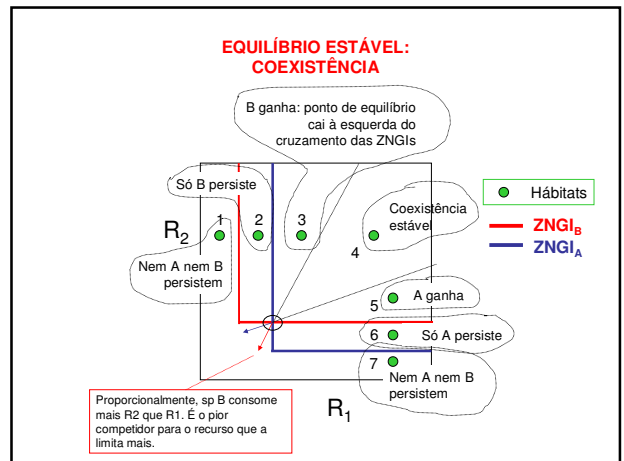 EQUILÍBRIO ESTÁVEL:
COEXISTÊNCIA
B ganha: ponto de equilíbrio
cai à esquerda do
cruzamento das ZNGIs
Só B persiste
1
2
3
4
R2
Coexistência
estável
Nem A nem B
persistem
Hábitats
ZNGIB
ZNGIA
5
A ganha
6
Só A persiste
7
Nem A nem B
persistem
Proporcionalmente, sp B consome
mais R2 que R1. É o pior
competidor para o recurso que a
limita mais.
R1